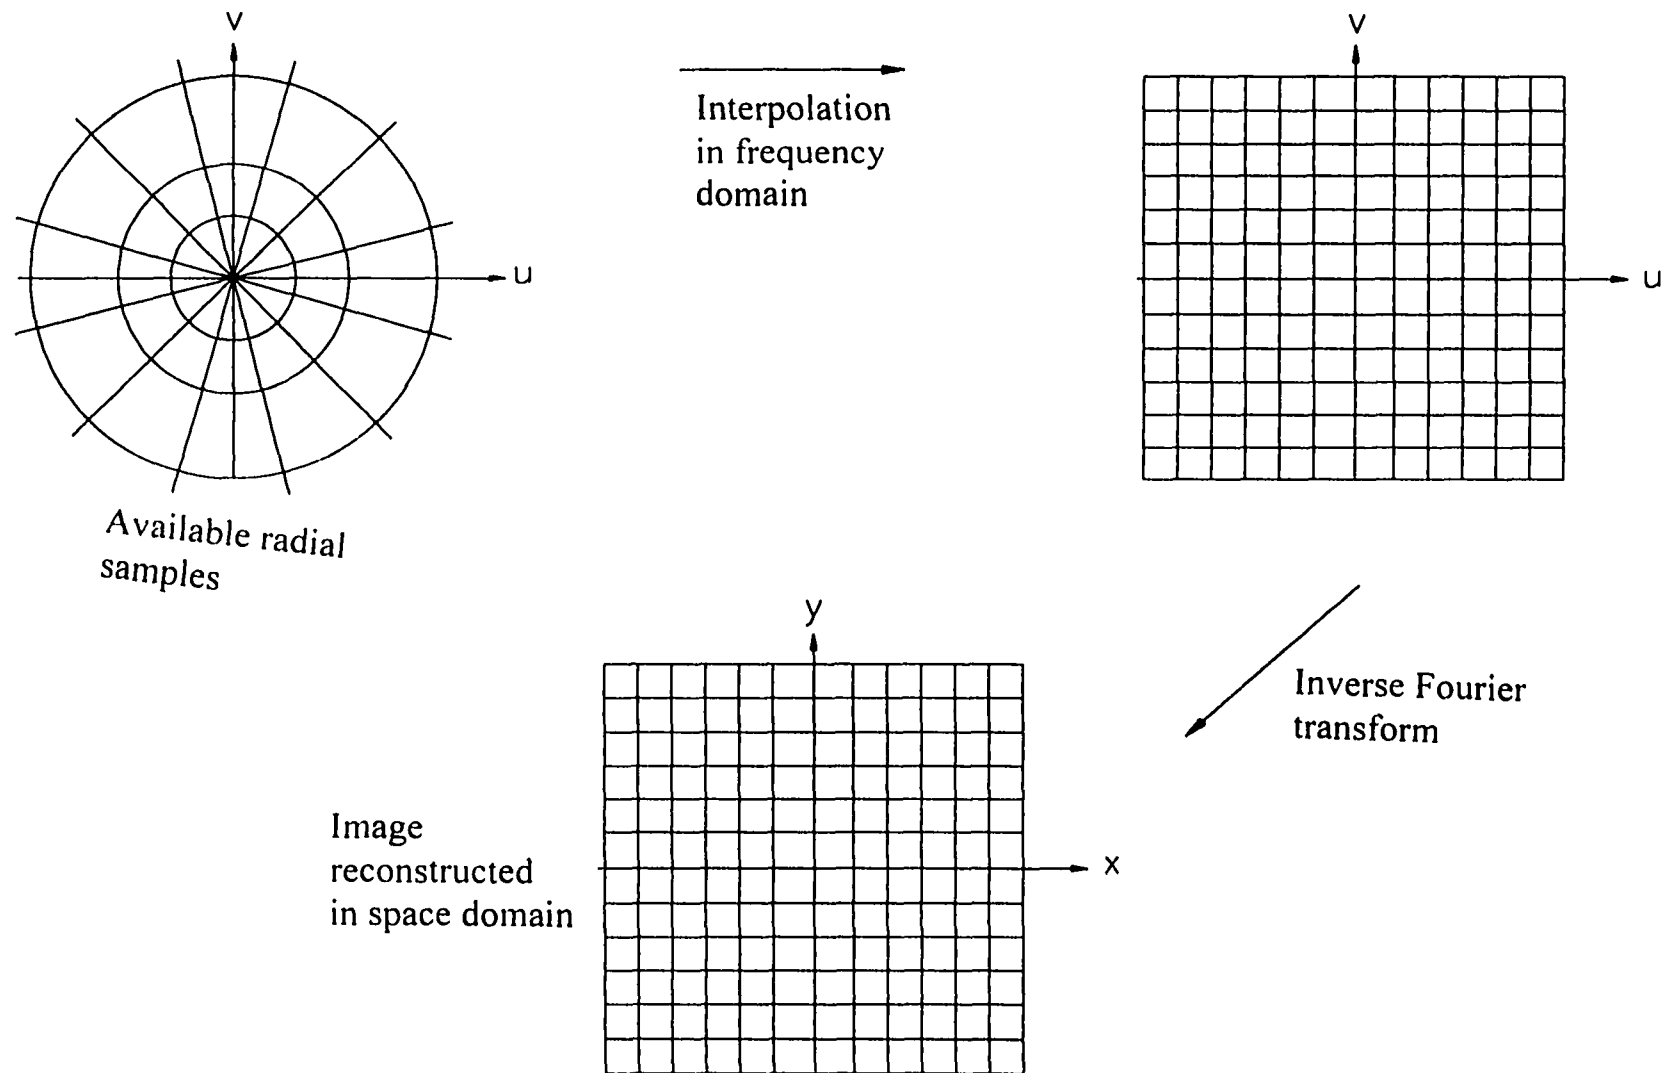 v
u
Available radial
samples
Interpolation
in frequency
domain
v
u
Inverse Fourier
transform
y
x
Image
reconstructed
in space domain